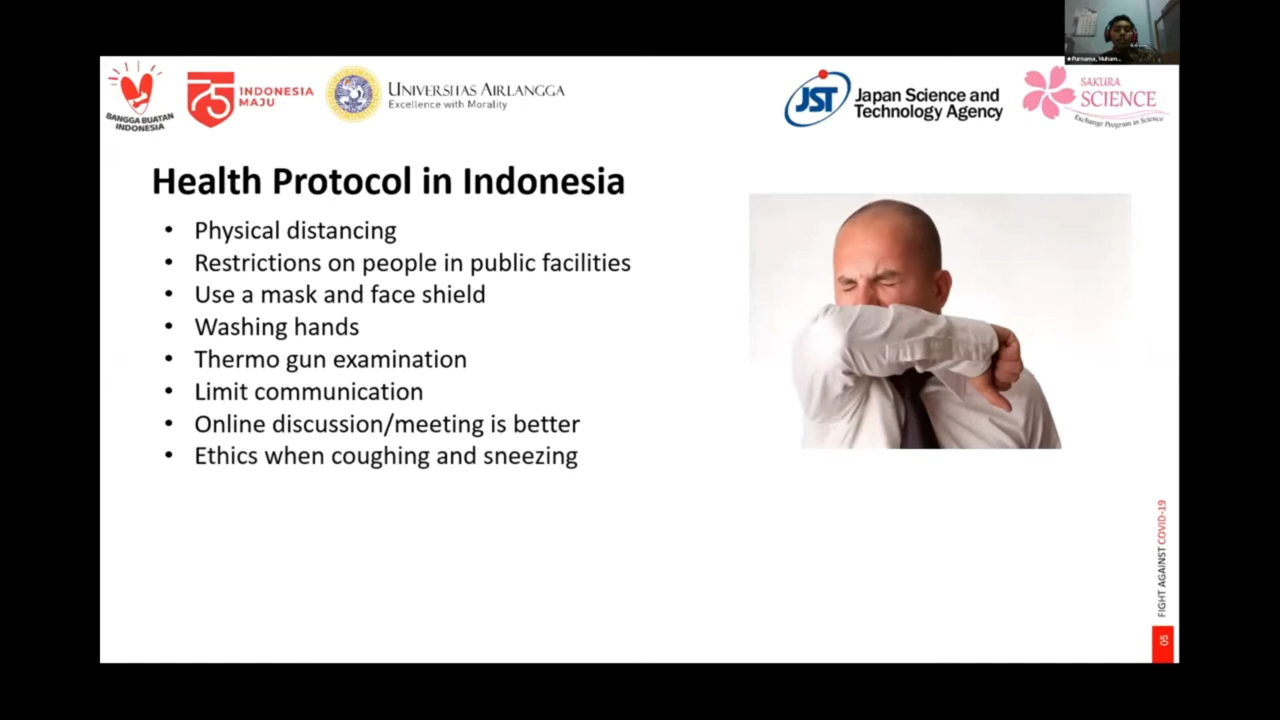 Purnama, Muham...
BANGGA BUATAN
INDONESIA
75
INDONESIA
MAJU
UNIVERSITAS AIRLANGGA
Excellence with Morality
JST
Japan Science and
Technology Agency
SAKURA
SCIENCE
Exchange Program in Science
Health Protocol in Indonesia
• Physical distancing
• Restrictions on people in public facilities
• Use a mask and face shield
• Washing hands
• Thermo gun examination
• Limit communication
• Online discussion/meeting is better
• Ethics when coughing and sneezing
FIGHT AGAINST COVID-19
05